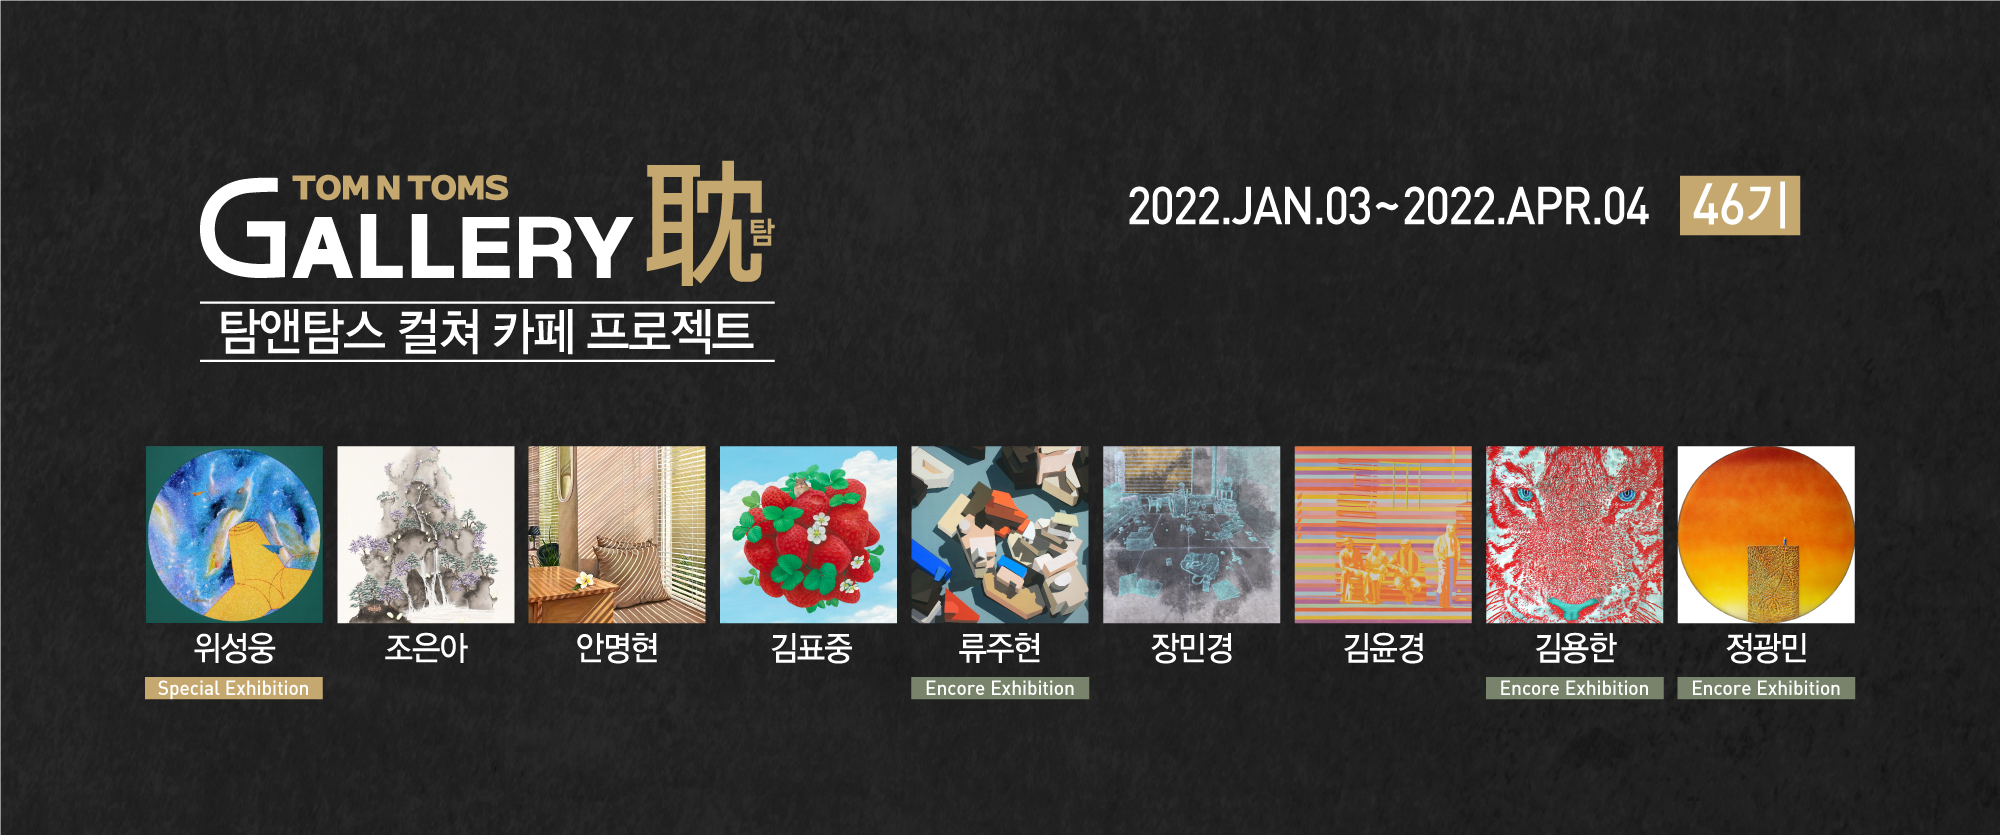 TOM N TOMS
GALLERY 耽 탐
탐앤탐스 컬쳐 카페 프로젝트
2022.JAN.03~2022.APR.04 46기
위성웅 조은아 안명현 김표중 류주현 장민경 김윤경 김용한 정광민
Special Exhibition Encore Exhibition Encore Exhibition Encore Exhibition